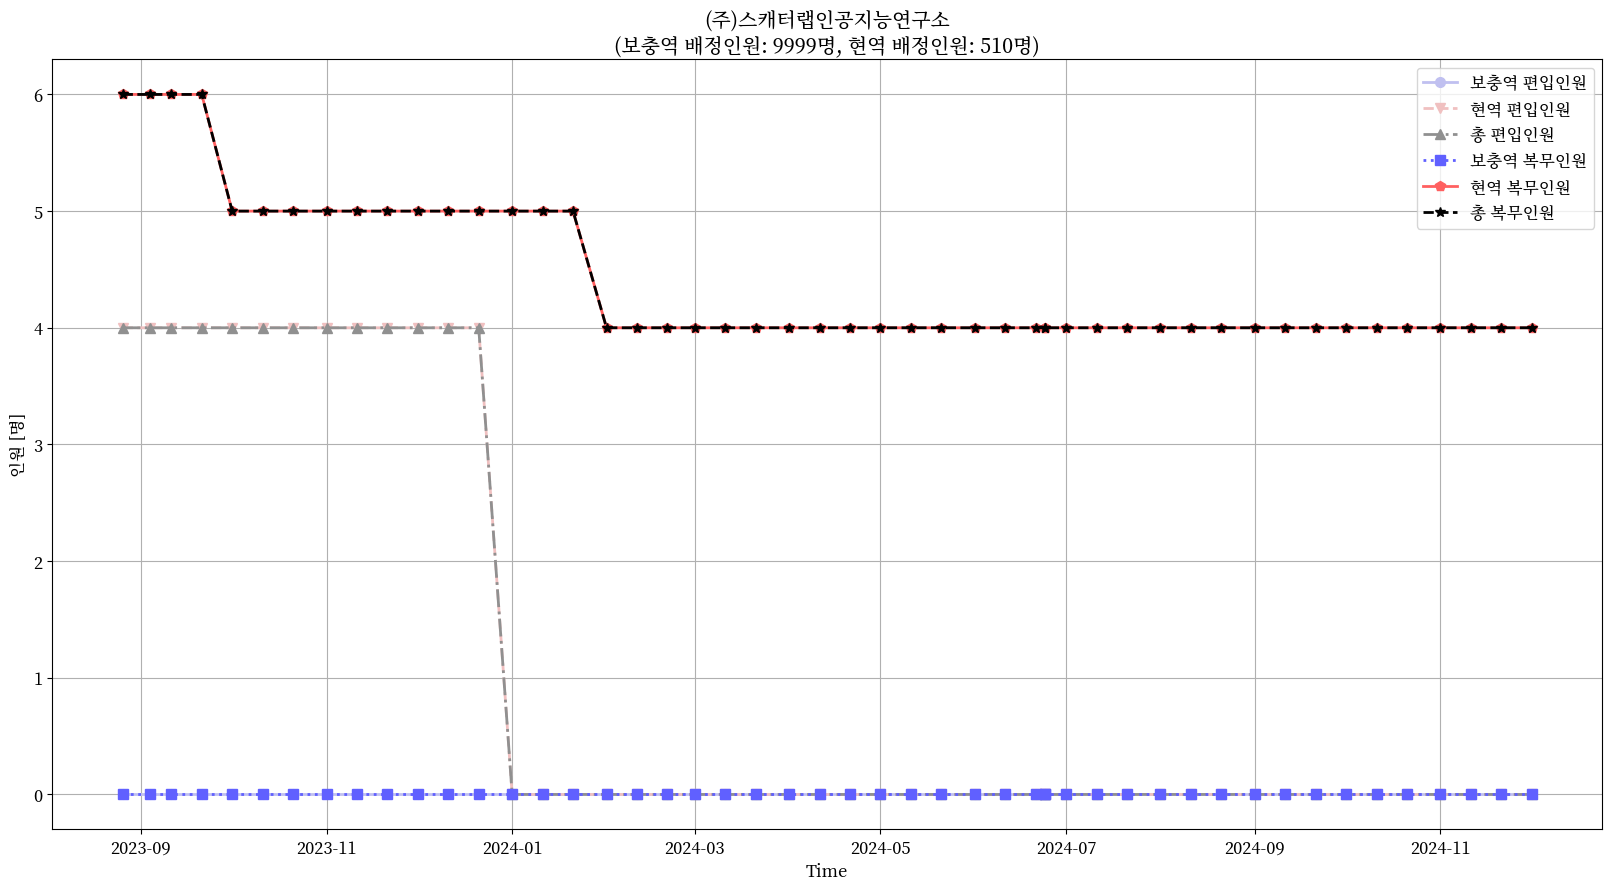 (주)스캐터랩인공지능연구소
(보충역 배정인원: 9999명, 현역 배정인원: 510명)
보충역 편입인원
현역 편입인원
총 편입인원
보충역 복무인원
현역 복무인원
총 복무인원
인원 [명]
6
5
4
3
2
1
0
2023-09
2023-11
2024-01
2024-03
2024-05
2024-07
2024-09
2024-11
Time